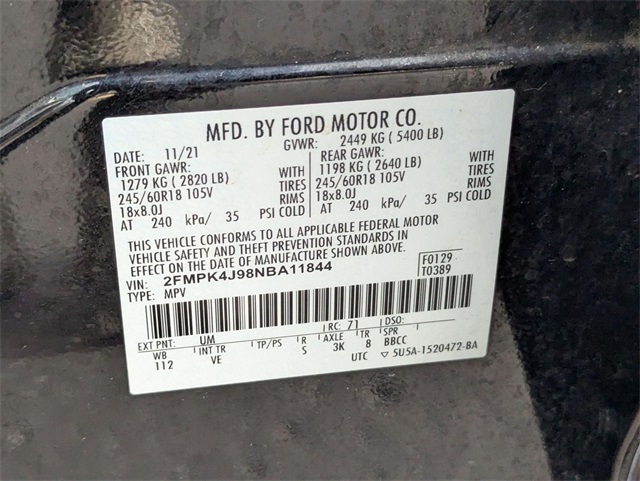 MFD. BY FORD MOTOR CO.
DATE: 11/21 GVWR: 2449 KG ( 5400 LB)
FRONT GAWR: REAR GAWR:
1279 KG ( 2820 LB) WITH 1198 KG ( 2640 LB) WITH
245/60R18 105V TIRES 245/60R18 105V TIRES
18x8.0J RIMS 18x8.0J RIMS
AT 240 kPa/ 35 PSI COLD AT 240 kPa/ 35 PSI COLD
THIS VEHICLE CONFORMS TO ALL APPLICABLE FEDERAL MOTOR
VEHICLE SAFETY AND THEFT PREVENTION STANDARDS IN
EFFECT ON THE DATE OF MANUFACTURE SHOWN ABOVE.
VIN: 2FMPK4J98NBA11844 F0129
TYPE: MPV T0389
EXT PNT: UM RC: 71 DSO:
WB INT TR TP/PS R AXLE TR SPR
112 VE S 3K 8 BBCC
UTC ▽ 5U5A-1520472-BA